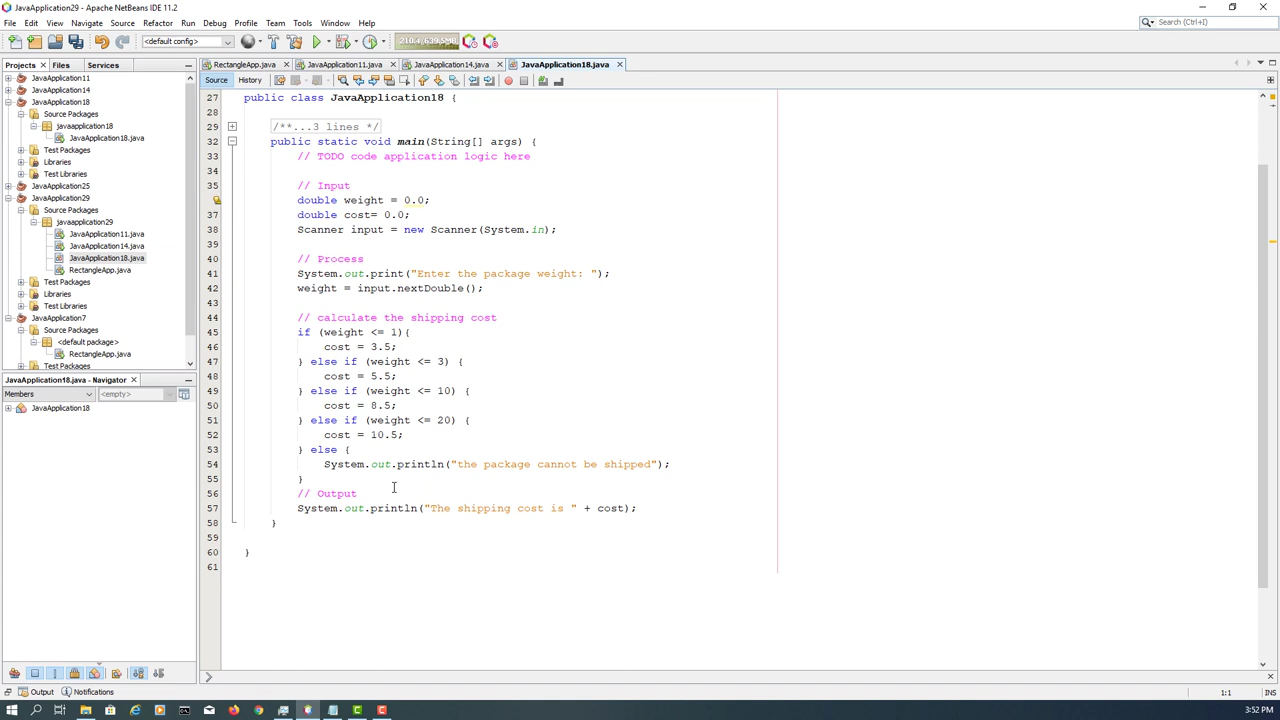 JavaApplication29 - Apache NetBeans IDE 11.2
File Edit View Navigate Source Refactor Run Debug Profile Team Tools Window Help
Search (Ctrl+I)
<default config>
210.4/639.5MB
Projects Files Services
RectangleApp.java JavaApplication11.java JavaApplication14.java JavaApplication18.java
Source History
JavaApplication11
JavaApplication14
JavaApplication18
Source Packages
javaapplication18
JavaApplication18.java
Test Packages
Libraries
Test Libraries
JavaApplication25
JavaApplication29
Source Packages
javaapplication29
JavaApplication11.java
JavaApplication14.java
JavaApplication18.java
RectangleApp.java
Test Packages
Libraries
Test Libraries
JavaApplication7
Source Packages
<default package>
RectangleApp.java
Test Packages
JavaApplication18.java - Navigator
Members <empty>
JavaApplication18
27 public class JavaApplication18 {
28
29 /**...3 lines */
32 public static void main(String[] args) {
33 // TODO code application logic here
34
35 // Input
double weight = 0.0;
37 double cost= 0.0;
38 Scanner input = new Scanner(System.in);
39
40 // Process
41 System.out.print("Enter the package weight: ");
42 weight = input.nextDouble();
43
44 // calculate the shipping cost
45 if (weight <= 1){
46 cost = 3.5;
47 } else if (weight <= 3) {
48 cost = 5.5;
49 } else if (weight <= 10) {
50 cost = 8.5;
51 } else if (weight <= 20) {
52 cost = 10.5;
53 } else {
54 System.out.println("the package cannot be shipped");
55 }
56 // Output
57 System.out.println("The shipping cost is " + cost);
58 }
59
60 }
61
Output Notifications
1:1 INS
3:52 PM